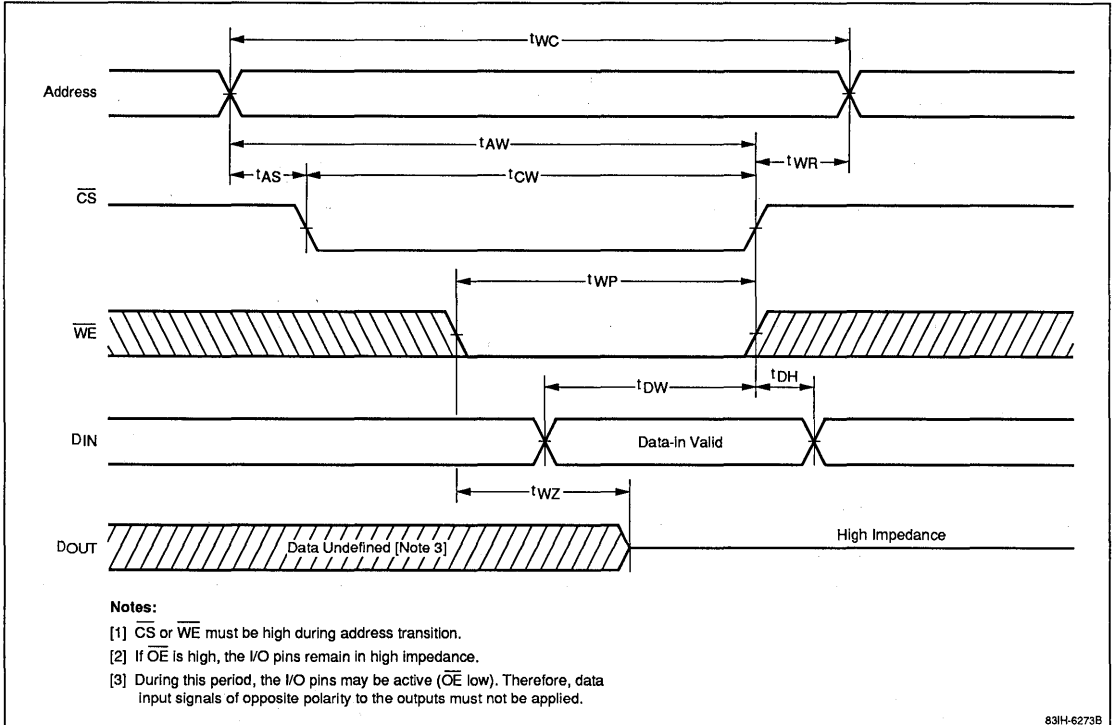 tWC
Address
tAW
tWR
tAS
tCW
CS
tWP
WE
tDW
tDH
DIN
Data-in Valid
tWZ
DOUT
Data Undefined [Note 3]
High Impedance
Notes:
[1] CS or WE must be high during address transition.
[2] If OE is high, the I/O pins remain in high impedance.
[3] During this period, the I/O pins may be active (OE low). Therefore, data
input signals of opposite polarity to the outputs must not be applied.
83IH-6273B